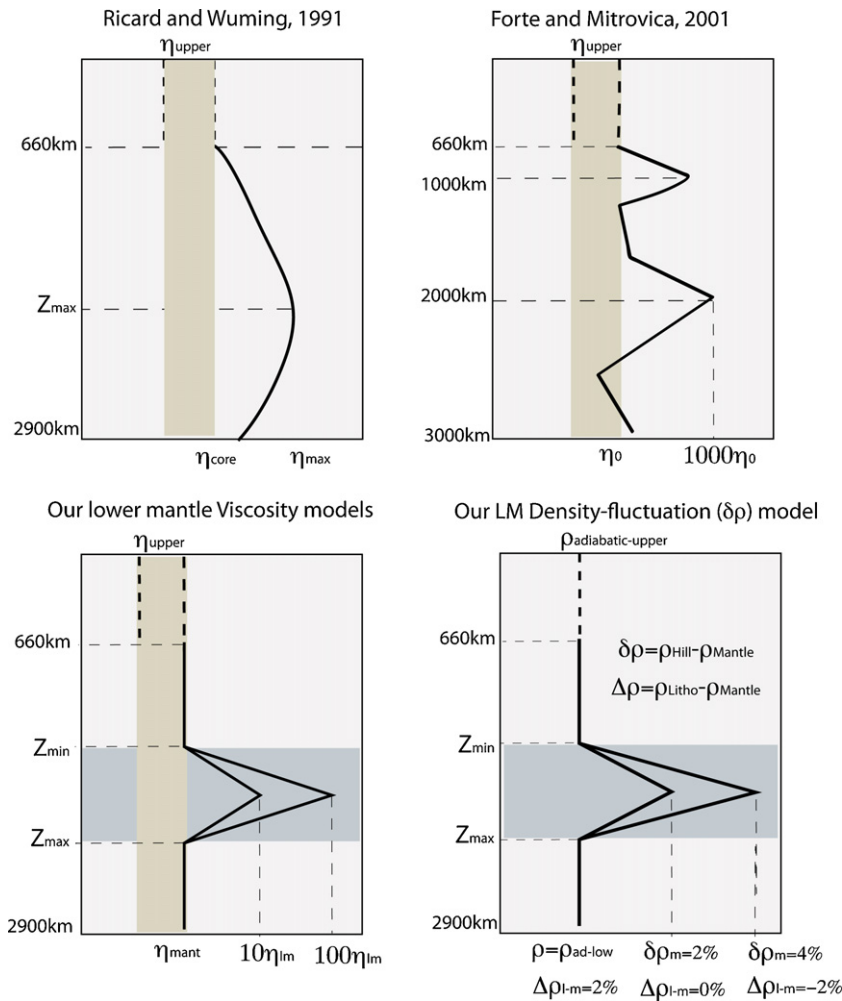 Ricard and Wuming, 1991
ηupper
660km
Zmax
2900km
ηcore
ηmax
Forte and Mitrovica, 2001
ηupper
660km
1000km
2000km
3000km
η0
1000η0
Our lower mantle Viscosity models
ηupper
660km
Zmin
Zmax
2900km
ηmant
10ηlm
100ηlm
Our LM Density-fluctuation (δρ) model
ρadiabatic-upper
660km
δρ=ρHill-ρMantle
Δρ=ρLitho-ρMantle
Zmin
Zmax
2900km
ρ=ρad-low
δρm=2%
δρm=4%
Δρl-m=2%
Δρl-m=0%
Δρl-m=-2%